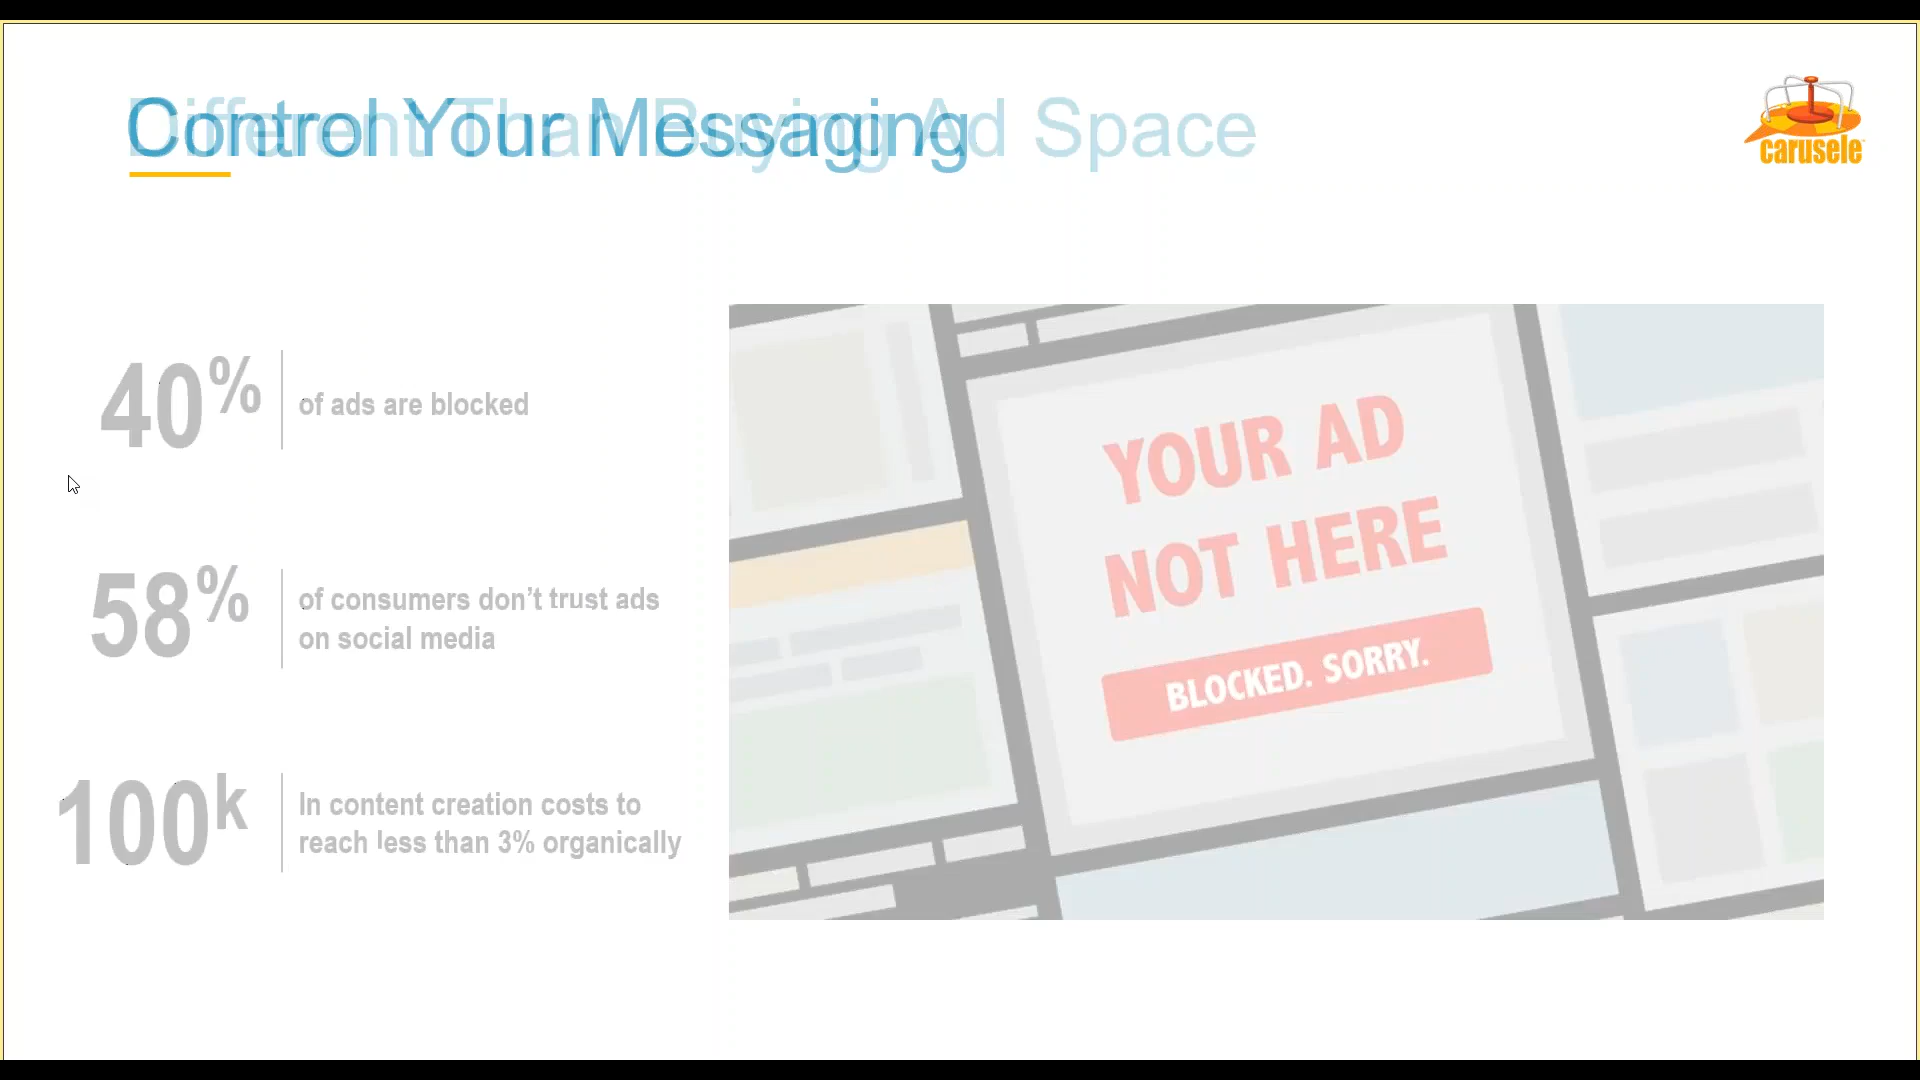 Control Your Messaging
Different Than Buying Ad Space
carusele
40%
of ads are blocked
58%
of consumers don’t trust ads
on social media
100k
In content creation costs to
reach less than 3% organically
YOUR AD
NOT HERE
BLOCKED. SORRY.